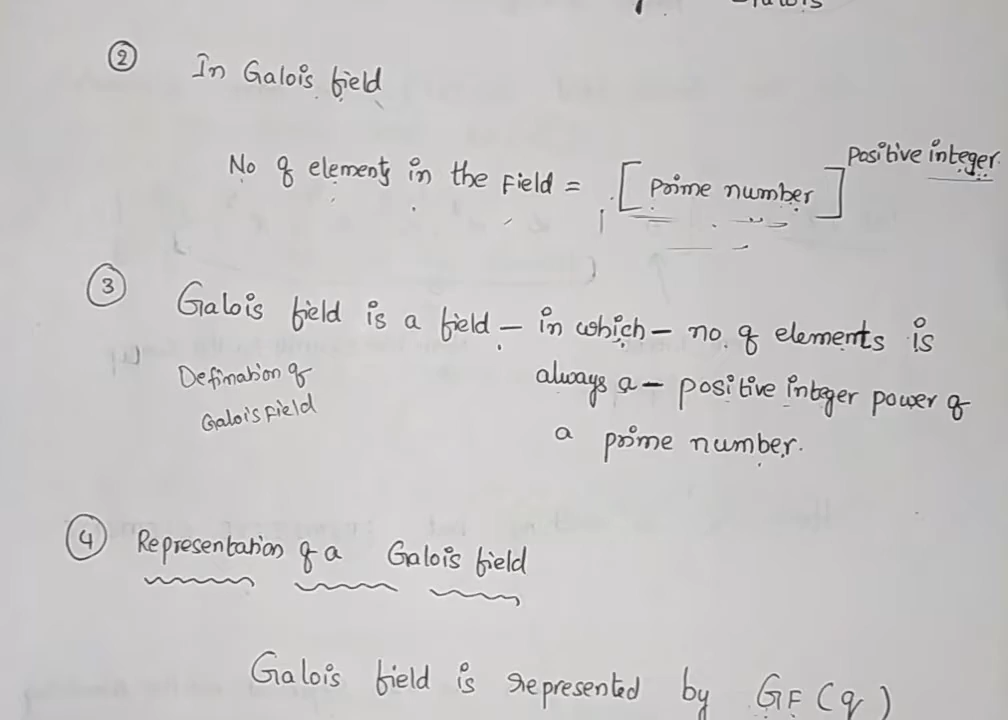 ② In Galois field
No of elements in the Field = [prime number]^positive integer.
③ Galois field is a field - in which - no. of elements is
always a - positive integer power of
a prime number.
Defination of
Galois Field
④ Representation of a Galois field
Galois field is represented by GF(q)